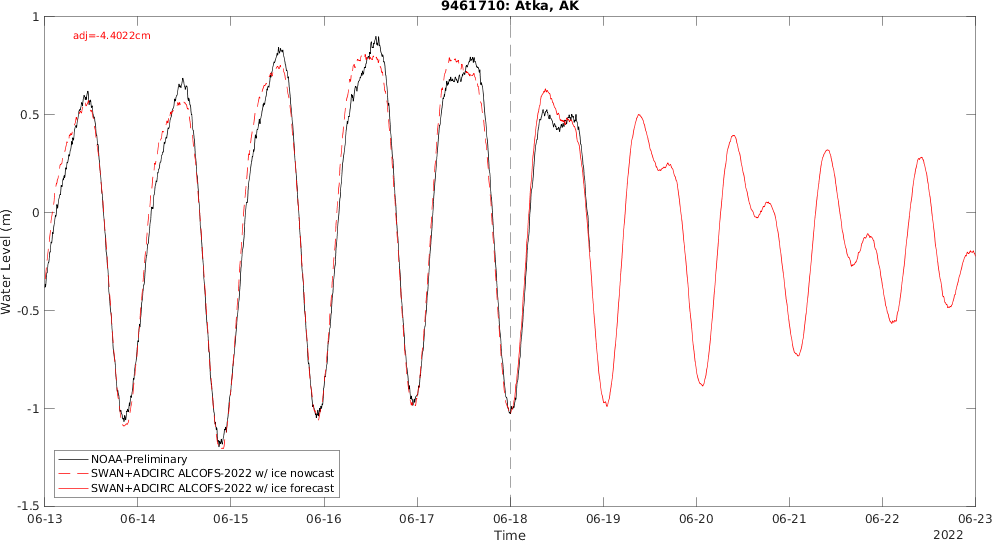 9461710: Atka, AK
adj=-4.4022cm
1
0.5
0
-0.5
-1
-1.5
Water Level (m)
NOAA-Preliminary
SWAN+ADCIRC ALCOFS-2022 w/ ice nowcast
SWAN+ADCIRC ALCOFS-2022 w/ ice forecast
06-13 06-14 06-15 06-16 06-17 06-18 06-19 06-20 06-21 06-22 06-23
Time
2022